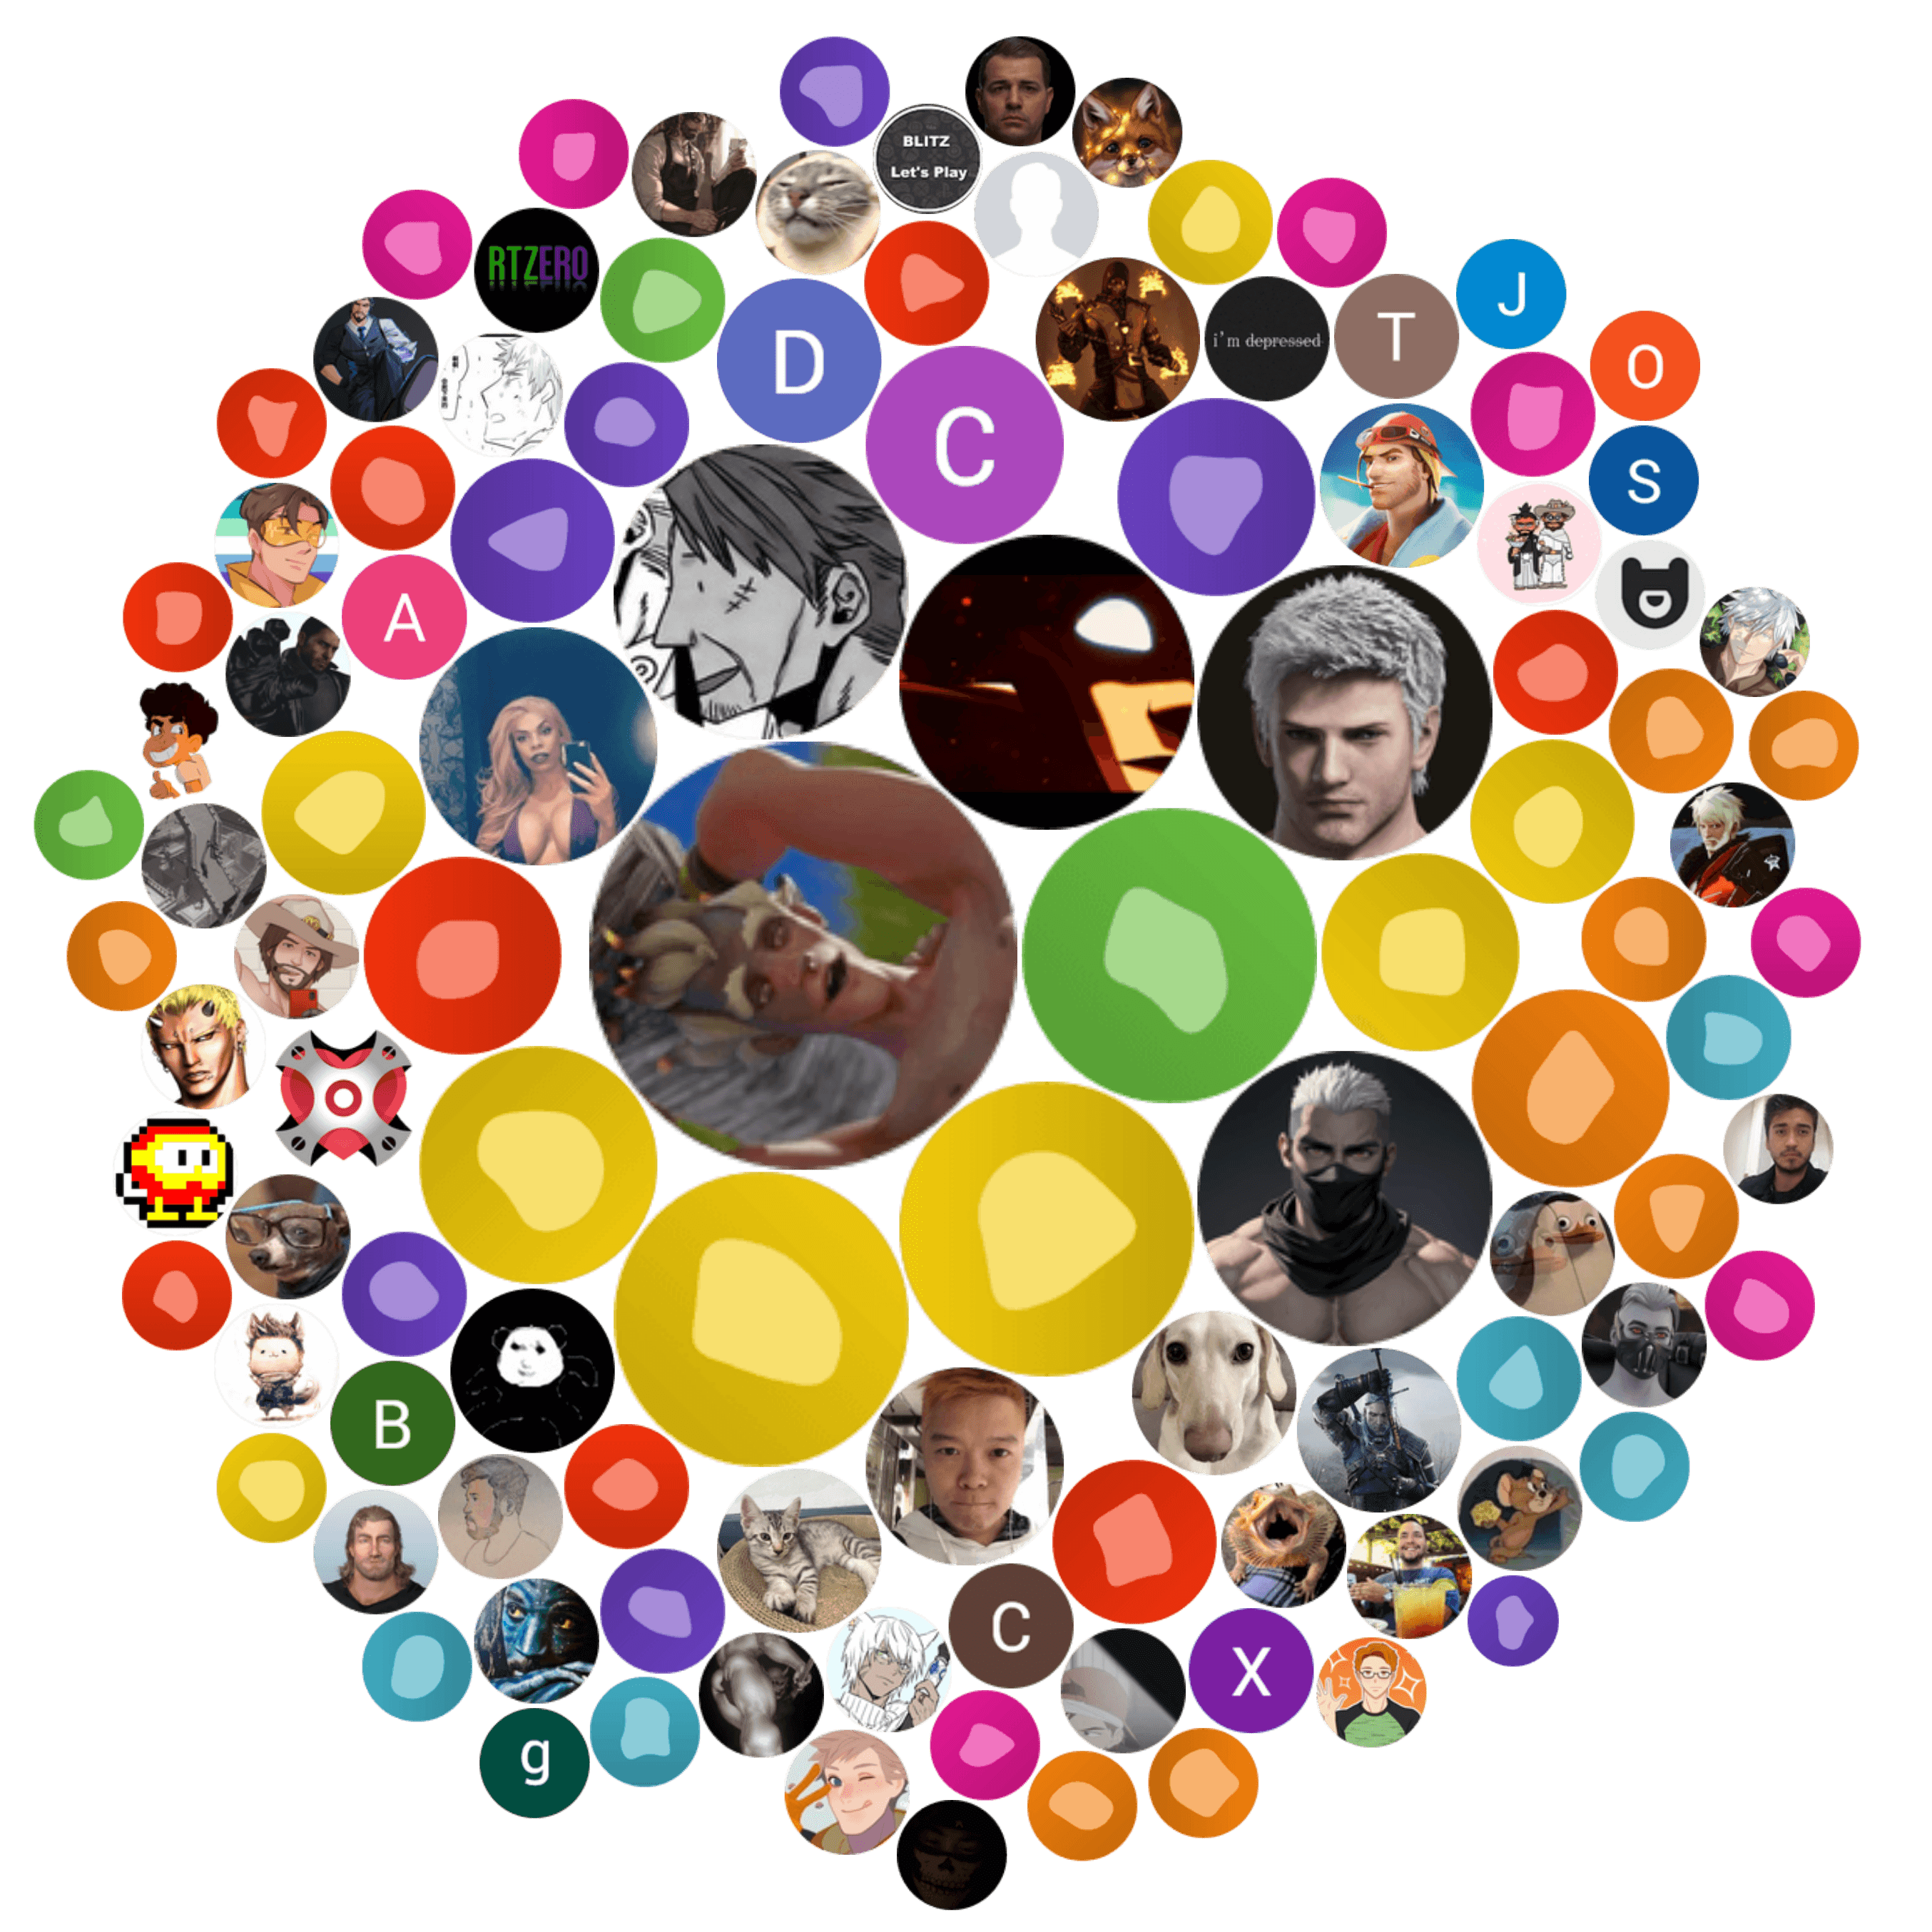 BLITZ
Let's Play
RTZERO
J
D
i'm depressed
T
O
C
S
A
B
C
X
g